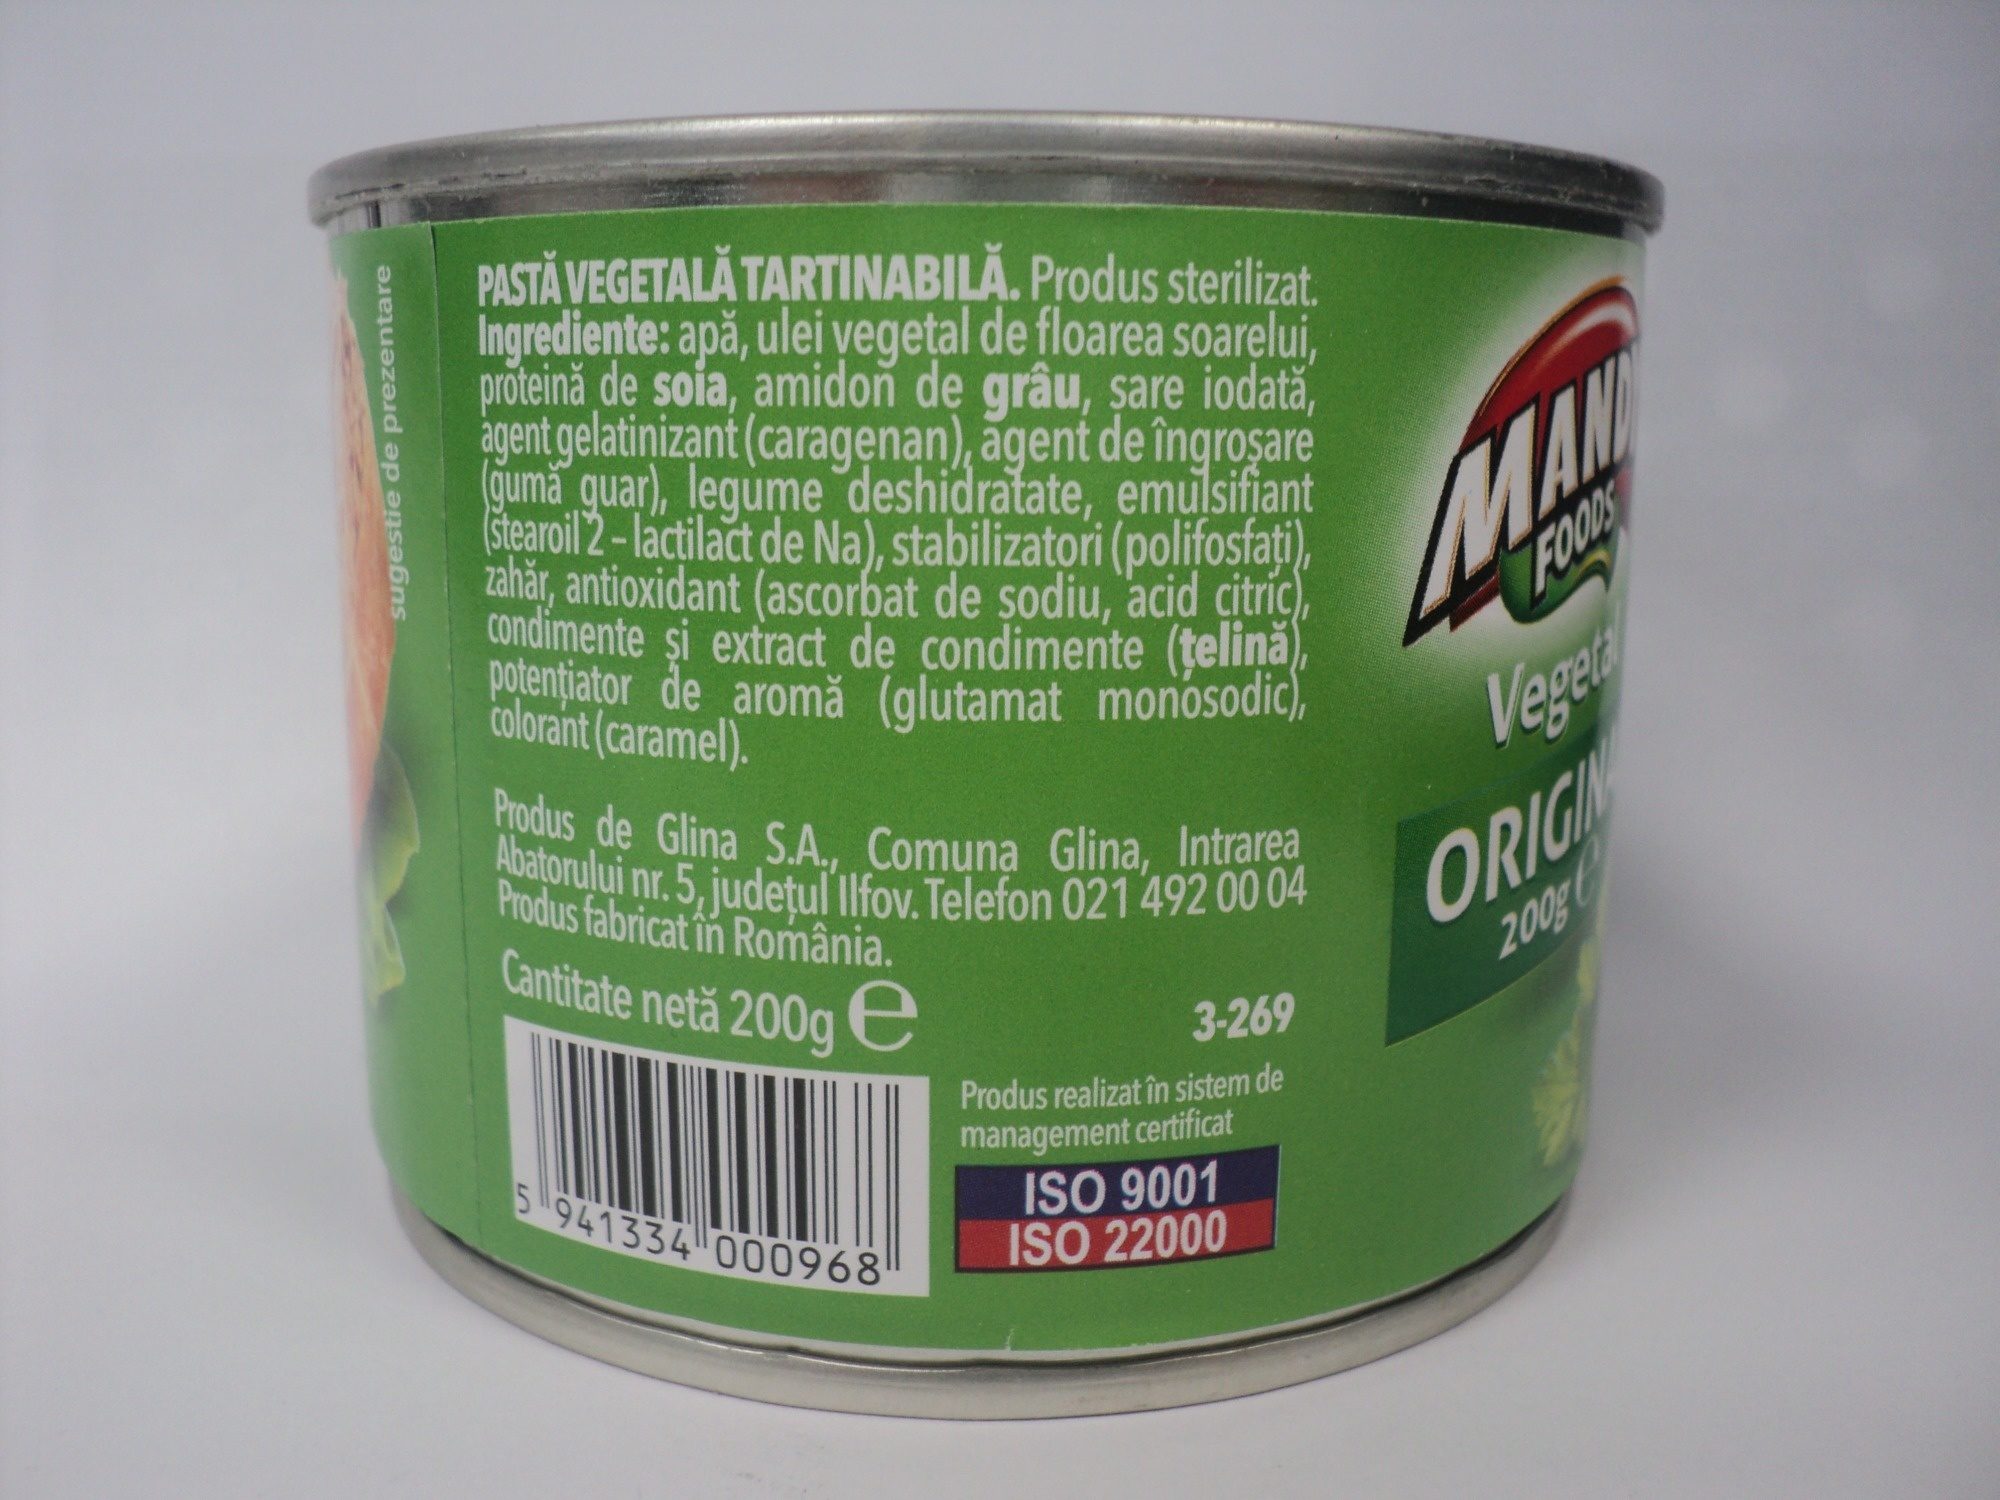 sugestie de prezentare
PASTĂ VEGETALĂ TARTINABILĂ. Produs sterilizat.
Ingrediente: apă, ulei vegetal de floarea soarelui,
proteină de soia, amidon de grâu, sare iodată,
agent gelatinizant (caragenan), agent de îngroșare
(gumă guar), legume deshidratate, emulsifiant
(stearoil 2 – lactilact de Na), stabilizatori (polifosfați),
zahăr, antioxidant (ascorbat de sodiu, acid citric),
condimente și extract de condimente (țelină),
potențiator de aromă (glutamat monosodic),
colorant (caramel).
Produs de Glina S.A., Comuna Glina, Intrarea
Abatorului nr. 5, județul Ilfov. Telefon 021 492 00 04
Produs fabricat în România.
Cantitate netă 200g e
3-269
Produs realizat în sistem de
management certificat
ISO 9001
ISO 22000
5 941334 000968
FOODS
200g e